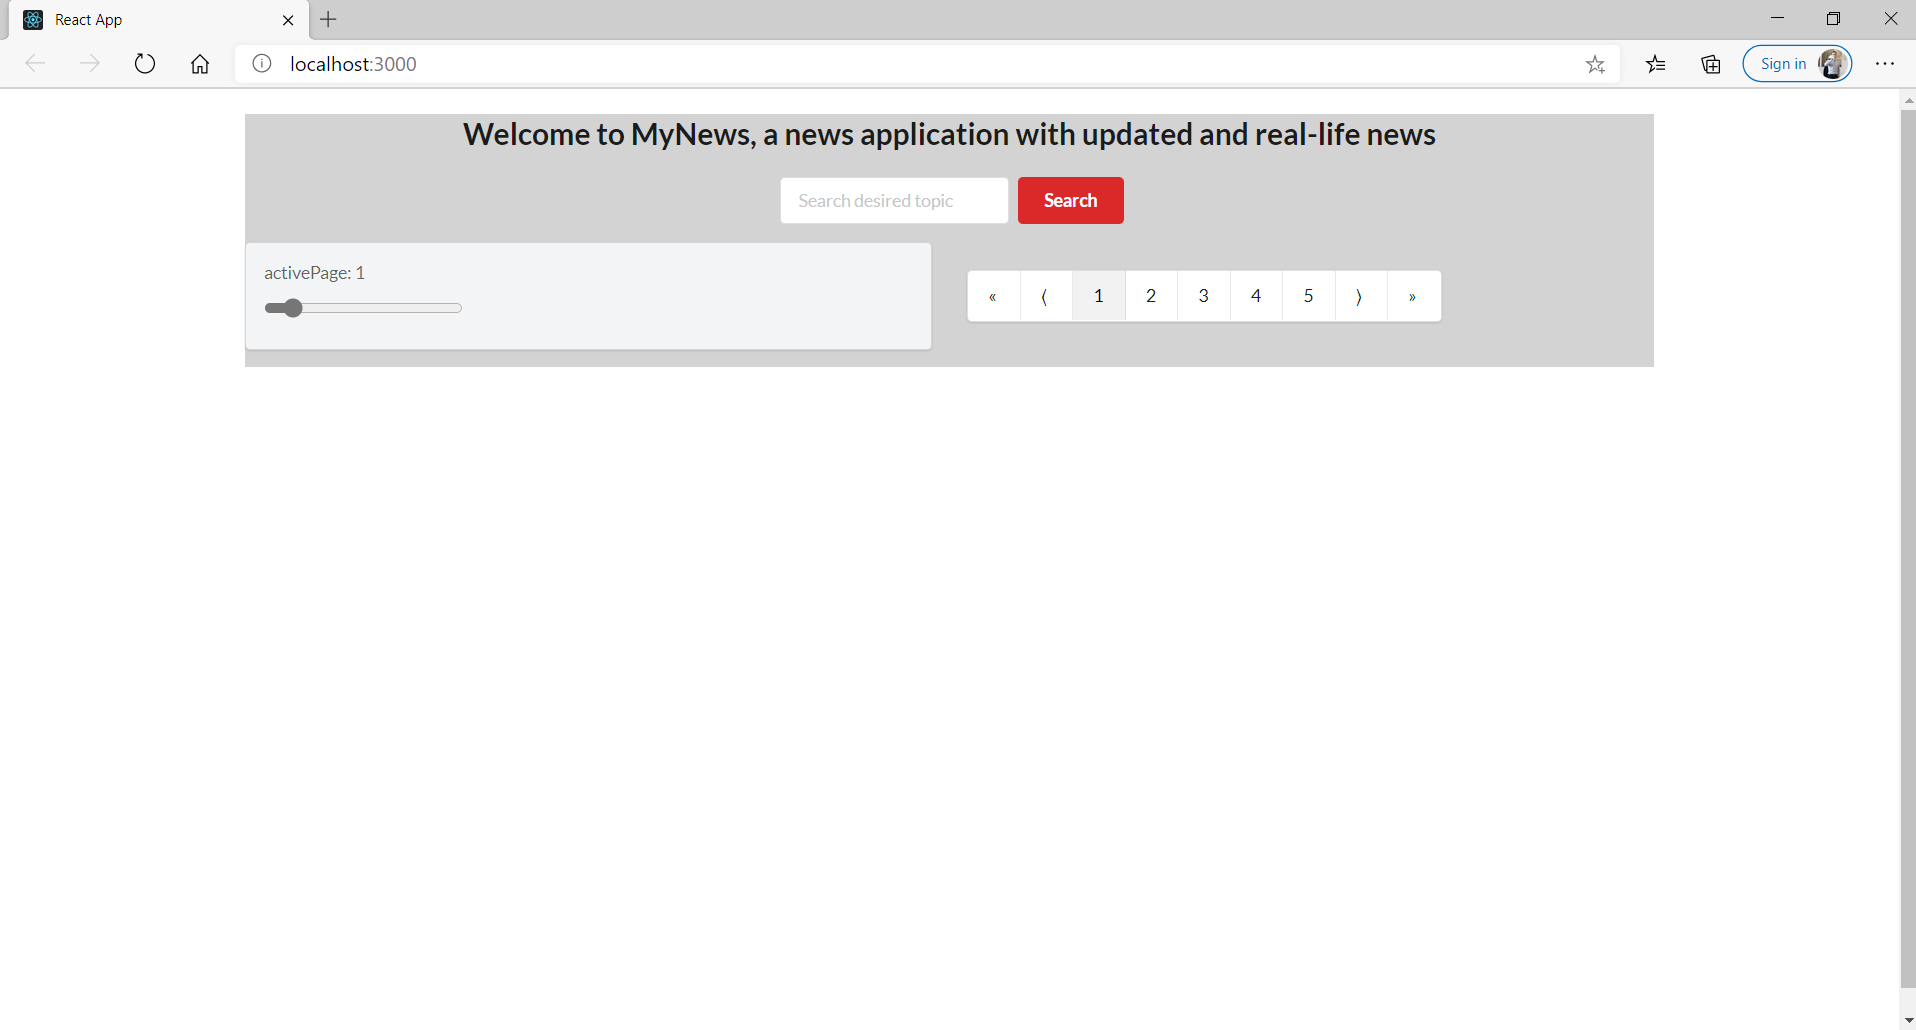 React App
localhost:3000
Sign in
Welcome to MyNews, a news application with updated and real-life news
Search desired topic Search
activePage: 1
« ⟨ 1 2 3 4 5 ⟩ »